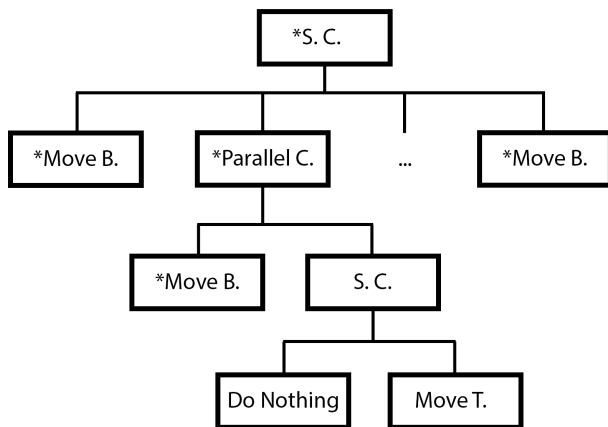 *S. C.
*Move B.
*Parallel C.
...
*Move B.
*Move B.
S. C.
Do Nothing
Move T.